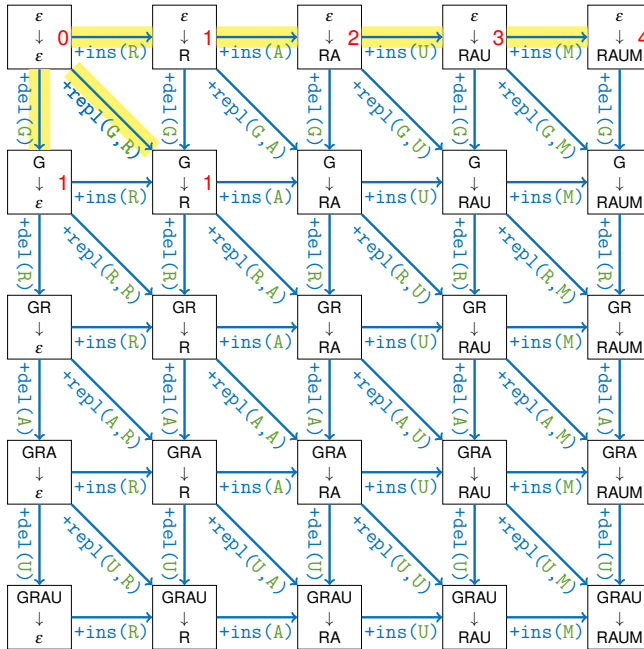 ε ε ε ε ε
↓ 0 ↓ 1 ↓ 2 ↓ 3 ↓ 4
ε +ins(R) R +ins(A) RA +ins(U) RAU +ins(M) RAUM
+del(G) +repl(G,R) +del(G) +repl(G,A) +del(G) +repl(G,U) +del(G) +repl(G,M) +del(G)
G G G G G
↓ 1 ↓ 1 ↓ ↓ ↓
ε +ins(R) R +ins(A) RA +ins(U) RAU +ins(M) RAUM
+del(R) +repl(R,R) +del(R) +repl(R,A) +del(R) +repl(R,U) +del(R) +repl(R,M) +del(R)
GR GR GR GR GR
↓ ↓ ↓ ↓ ↓
ε +ins(R) R +ins(A) RA +ins(U) RAU +ins(M) RAUM
+del(A) +repl(A,R) +del(A) +repl(A,A) +del(A) +repl(A,U) +del(A) +repl(A,M) +del(A)
GRA GRA GRA GRA GRA
↓ ↓ ↓ ↓ ↓
ε +ins(R) R +ins(A) RA +ins(U) RAU +ins(M) RAUM
+del(U) +repl(U,R) +del(U) +repl(U,A) +del(U) +repl(U,U) +del(U) +repl(U,M) +del(U)
GRAU GRAU GRAU GRAU GRAU
↓ ↓ ↓ ↓ ↓
ε +ins(R) R +ins(A) RA +ins(U) RAU +ins(M) RAUM